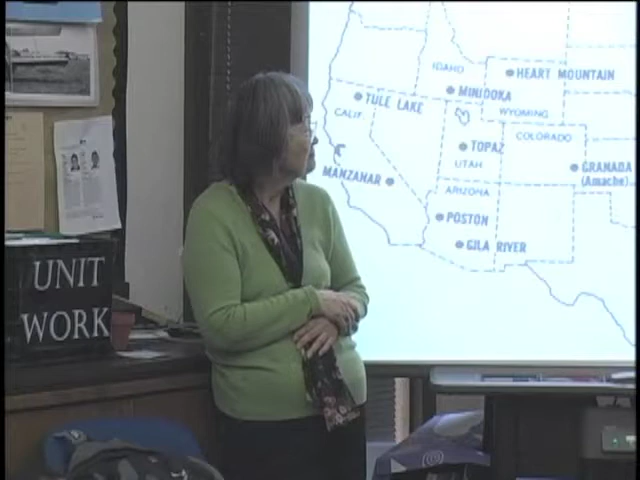 IDAHO
HEART MOUNTAIN
MINIDOKA
TULE LAKE
CALIF
WYOMING
COLORADO
TOPAZ
UTAH
GRANADA
(Amache)
MANZANAR
ARIZONA
POSTON
GILA RIVER
UNIT
WORK